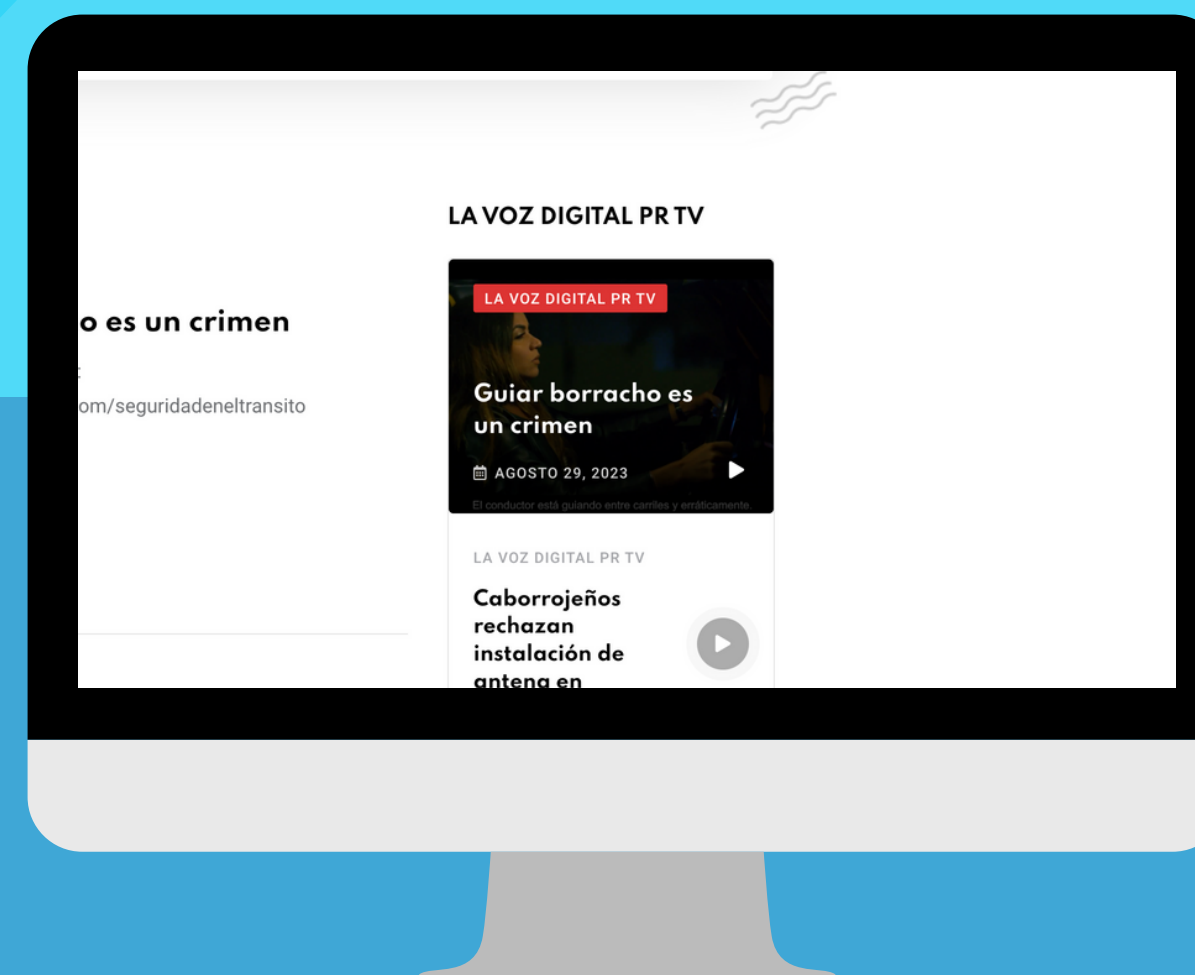 o es un crimen
om/seguridadeneltransito
LA VOZ DIGITAL PR TV
LA VOZ DIGITAL PR TV
Guiar borracho es
un crimen
AGOSTO 29, 2023
El conductor está guiando entre carriles y erráticamente.
LA VOZ DIGITAL PR TV
Caborrojeños
rechazan
instalación de
antena en